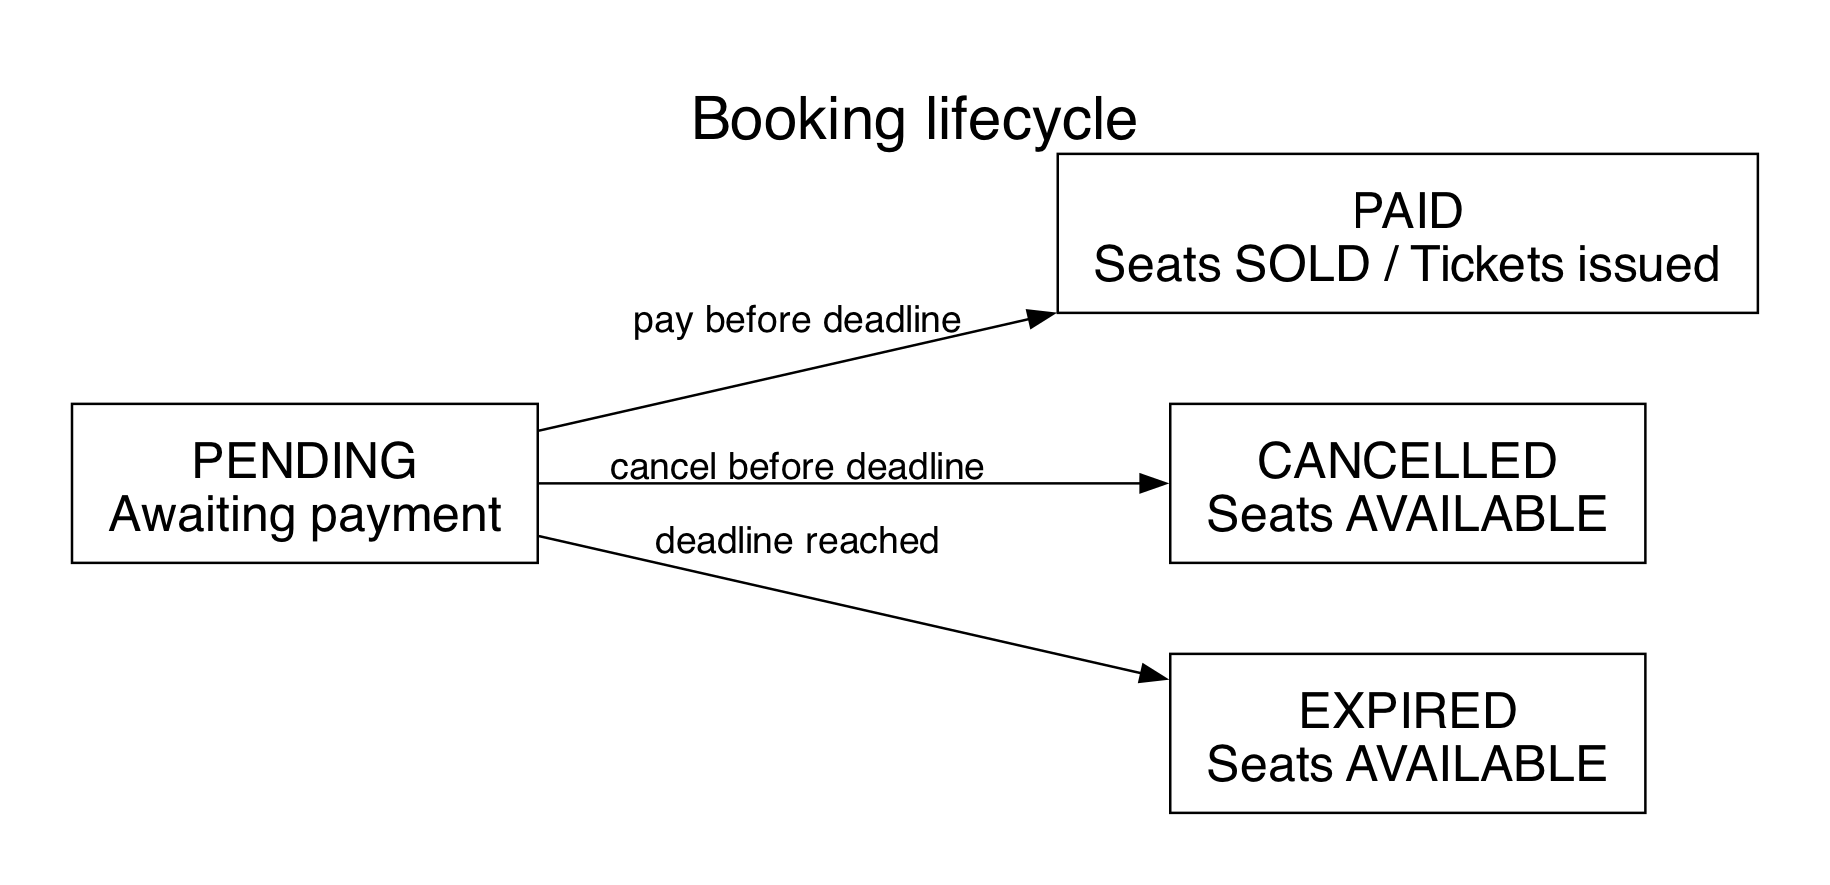 Booking lifecycle
PAID
Seats SOLD / Tickets issued
pay before deadline
PENDING
Awaiting payment
cancel before deadline
CANCELLED
Seats AVAILABLE
deadline reached
EXPIRED
Seats AVAILABLE